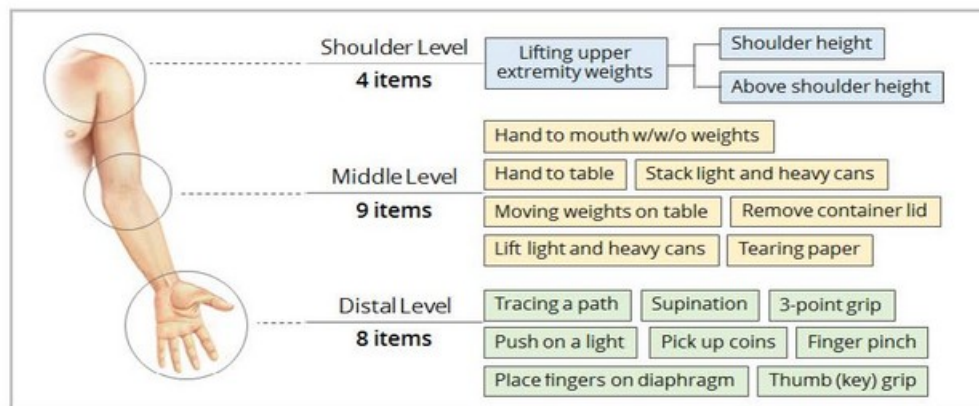 Shoulder Level
4 items
Lifting upper
extremity weights
Shoulder height
Above shoulder height
Middle Level
9 items
Hand to mouth w/w/o weights
Hand to table
Stack light and heavy cans
Moving weights on table
Remove container lid
Lift light and heavy cans
Tearing paper
Distal Level
8 items
Tracing a path
Supination
3-point grip
Push on a light
Pick up coins
Finger pinch
Place fingers on diaphragm
Thumb (key) grip